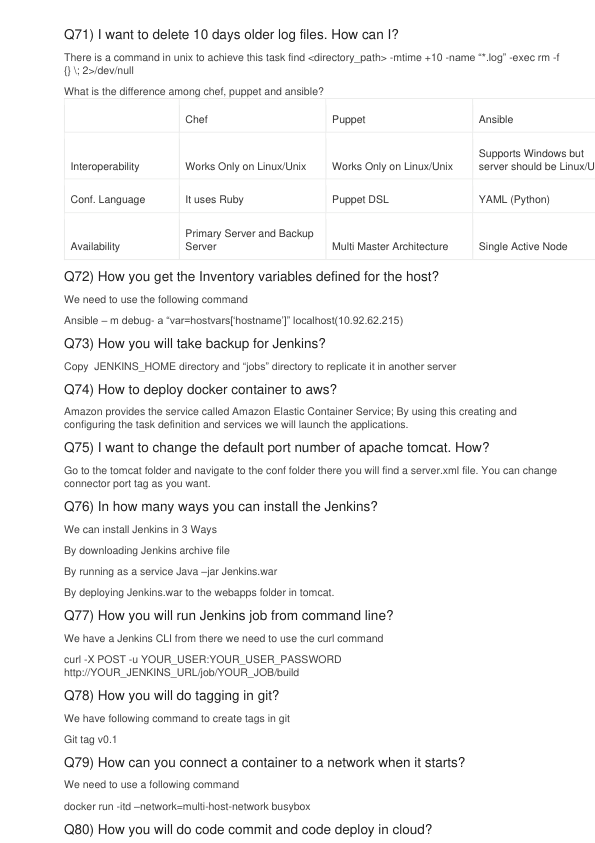 Q71) I want to delete 10 days older log files. How can I?
There is a command in unix to achieve this task find <directory_path> -mtime +10 -name “*.log” -exec rm -f
{} \; 2>/dev/null
What is the difference among chef, puppet and ansible?
Chef Puppet Ansible
Interoperability Works Only on Linux/Unix Works Only on Linux/Unix Supports Windows but
server should be Linux/U
Conf. Language It uses Ruby Puppet DSL YAML (Python)
Availability Primary Server and Backup
Server Multi Master Architecture Single Active Node
Q72) How you get the Inventory variables defined for the host?
We need to use the following command
Ansible – m debug- a “var=hostvars[‘hostname’]” localhost(10.92.62.215)
Q73) How you will take backup for Jenkins?
Copy JENKINS_HOME directory and “jobs” directory to replicate it in another server
Q74) How to deploy docker container to aws?
Amazon provides the service called Amazon Elastic Container Service; By using this creating and
configuring the task definition and services we will launch the applications.
Q75) I want to change the default port number of apache tomcat. How?
Go to the tomcat folder and navigate to the conf folder there you will find a server.xml file. You can change
connector port tag as you want.
Q76) In how many ways you can install the Jenkins?
We can install Jenkins in 3 Ways
By downloading Jenkins archive file
By running as a service Java –jar Jenkins.war
By deploying Jenkins.war to the webapps folder in tomcat.
Q77) How you will run Jenkins job from command line?
We have a Jenkins CLI from there we need to use the curl command
curl -X POST -u YOUR_USER:YOUR_USER_PASSWORD
http://YOUR_JENKINS_URL/job/YOUR_JOB/build
Q78) How you will do tagging in git?
We have following command to create tags in git
Git tag v0.1
Q79) How can you connect a container to a network when it starts?
We need to use a following command
docker run -itd –network=multi-host-network busybox
Q80) How you will do code commit and code deploy in cloud?